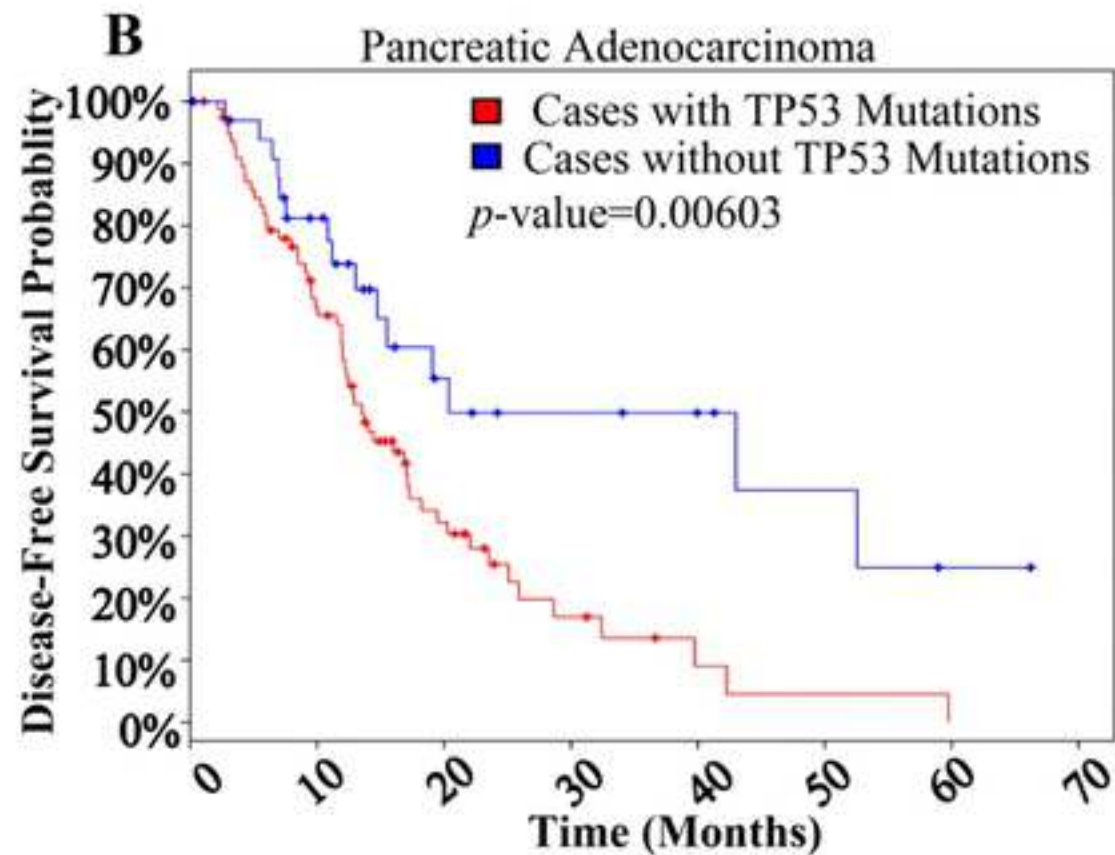 B
Pancreatic Adenocarcinoma
Cases with TP53 Mutations
Cases without TP53 Mutations
p-value=0.00603
Disease-Free Survival Probablity
100%
90%
80%
70%
60%
50%
40%
30%
20%
10%
0%
0 10 20 30 40 50 60 70
Time (Months)